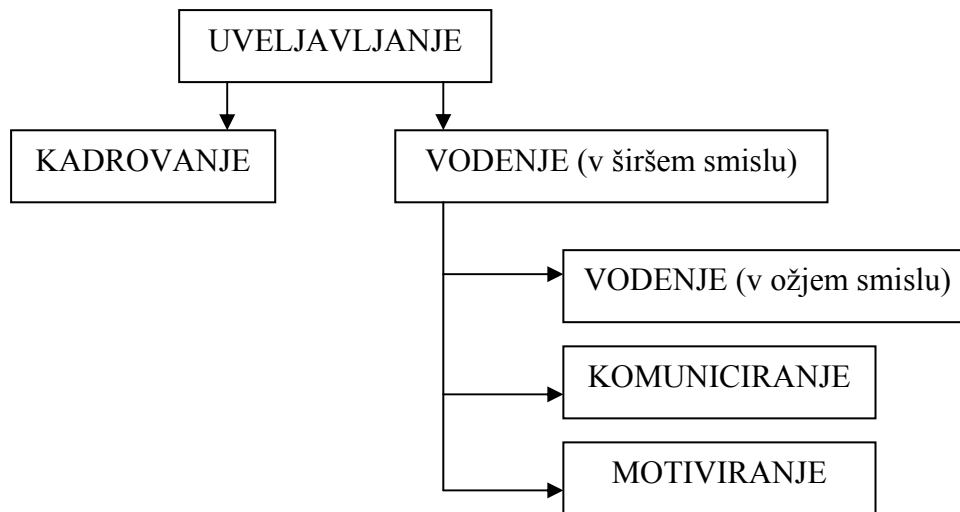 UVELJAVLJANJE
KADROVANJE
VODENJE (v širšem smislu)
VODENJE (v ožjem smislu)
KOMUNICIRANJE
MOTIVIRANJE